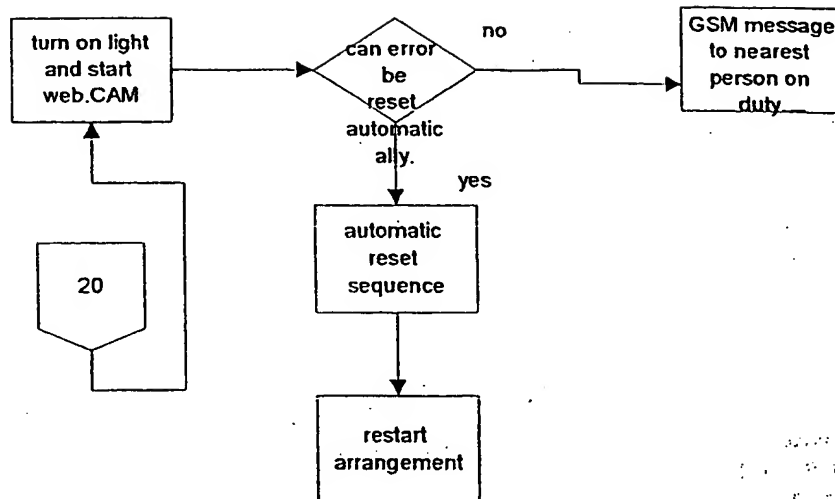 turn on light
and start
web.CAM
can error
be
reset
automatic
ally.
no
GSM message
to nearest
person on
duty
yes
20
automatic
reset
sequence
restart
arrangement